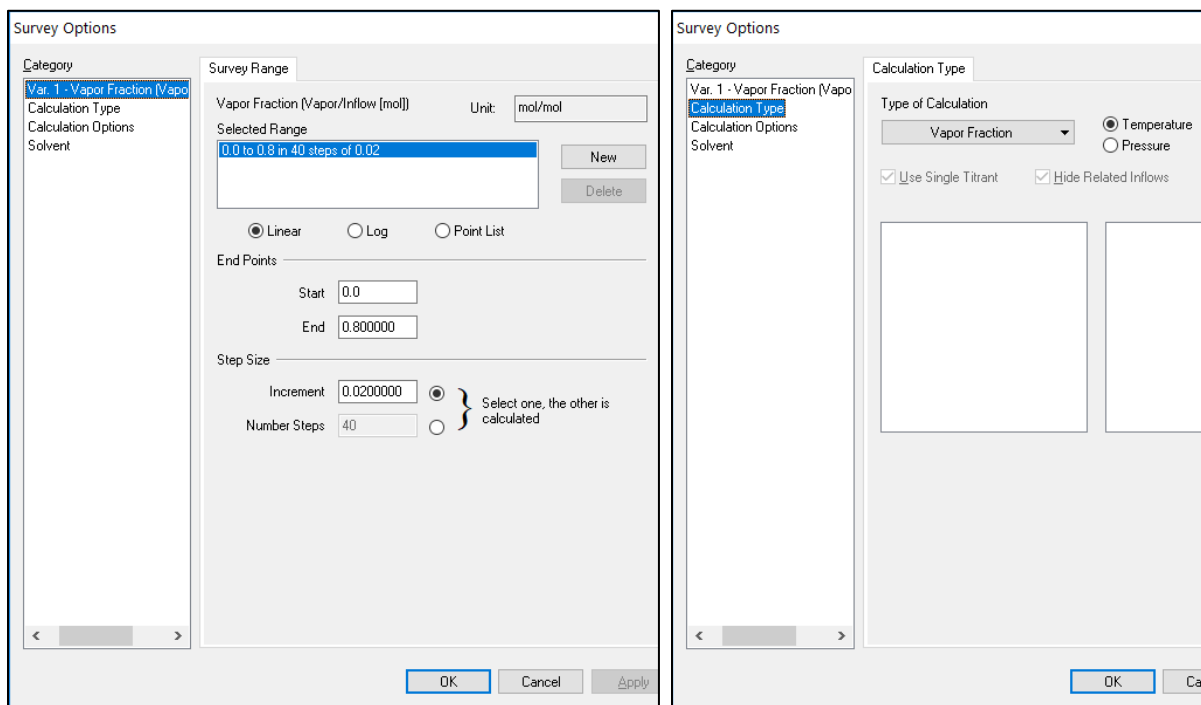 Survey Options
Category
Var. 1 - Vapor Fraction (Vapo
Calculation Type
Calculation Options
Solvent
Survey Range
Vapor Fraction (Vapor/Inflow [mol])
Unit:
mol/mol
Selected Range
0.0 to 0.8 in 40 steps of 0.02
New
Delete
Linear
Log
Point List
End Points
Start
0.0
End
0.800000
Step Size
Increment
0.0200000
Number Steps
40
Select one, the other is
calculated
OK
Cancel
Apply
Survey Options
Category
Var. 1 - Vapor Fraction (Vapo
Calculation Type
Calculation Options
Solvent
Calculation Type
Type of Calculation
Vapor Fraction
Temperature
Pressure
Use Single Titrant
Hide Related Inflows
OK
Ca